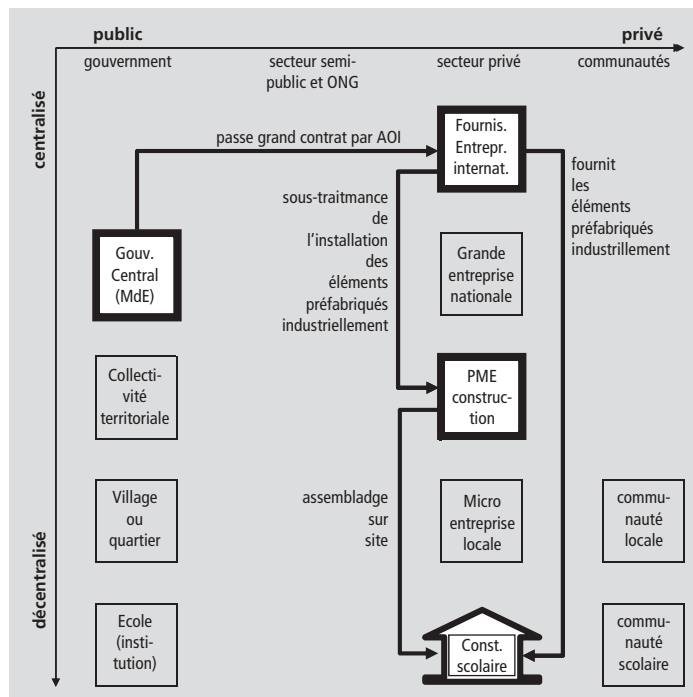 public
privé
gouvernment
secteur semi-
public et ONG
secteur privé
communautés
centralisé
décentralisé
passe grand contrat par AOI
Fournis.
Entrepr.
internat.
fournit
les
éléments
préfabriqués
industrillement
sous-traitmance
de
l'installation
des
éléments
préfabriqués
industriellement
Gouv.
Central
(MdE)
Grande
entreprise
nationale
Collecti-
vité
territoriale
PME
construc-
tion
Village
ou
quartier
assembladge
sur
site
Micro
entreprise
locale
commu-
nauté
locale
Ecole
(insti-
tution)
Const.
scolaire
commu-
nauté
scolaire